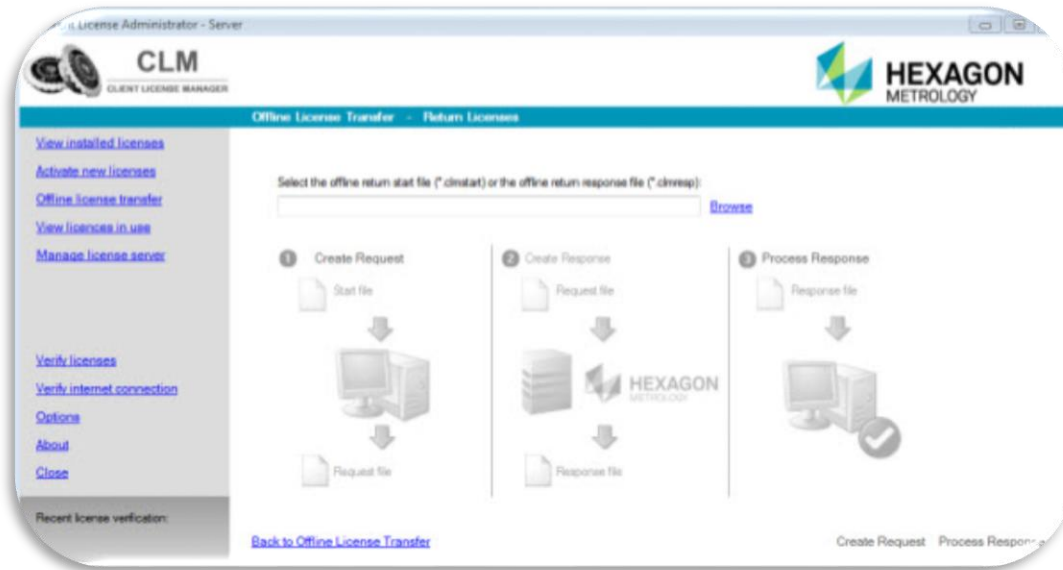 License Administrator - Server
CLM
CLIENT LICENSE MANAGER
HEXAGON
METROLOGY
Offline License Transfer - Return Licenses
View installed licenses
Activate new licenses
Offline license transfer
View licences in use
Manage license server
Verify licenses
Verify internet connection
Options
About
Close
Recent license verfication:
Select the offline return start file (*.clmstart) or the offline return response file (*.clmresp):
Browse
1 Create Request
Start file
Request file
2 Create Response
Request file
HEXAGON
METROLOGY
Response file
3 Process Response
Response file
Back to Offline License Transfer
Create Request Process Response